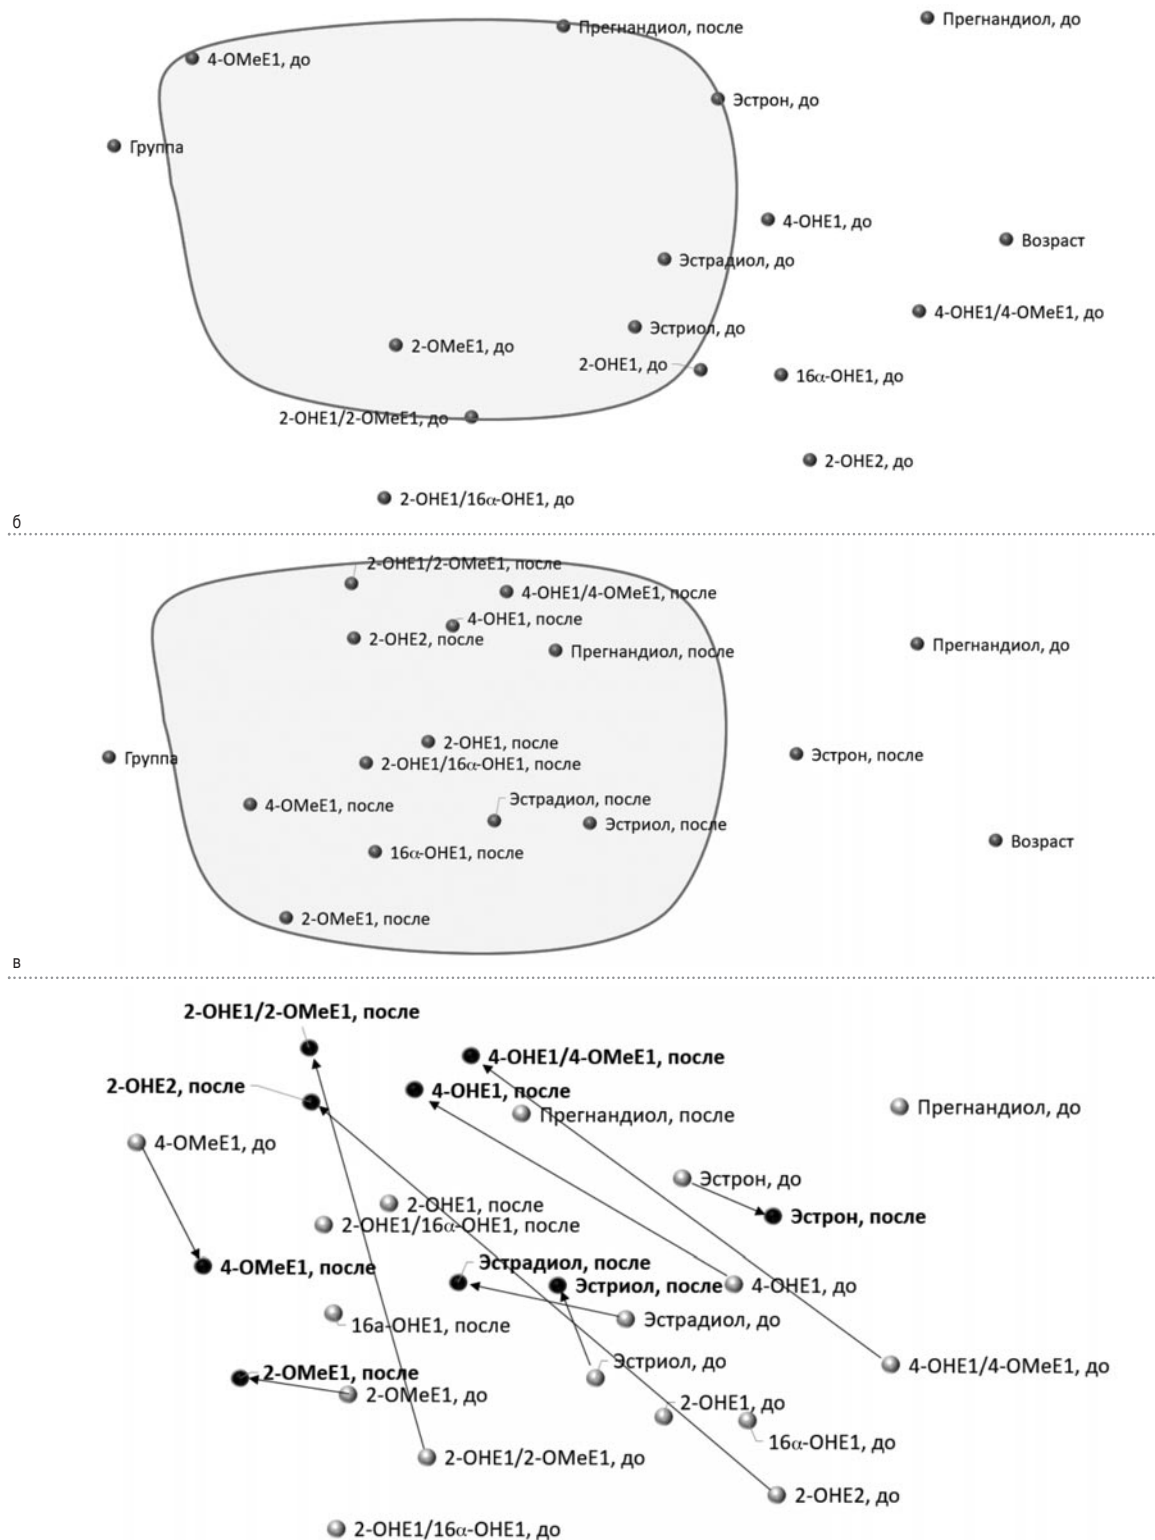 Прегнандиол, до
Прегнандиол, после
4-OMeE1, до
Эстрон, до
Группа
4-OHE1, до
Возраст
Эстрадиол, до
4-OHE1/4-OMeE1, до
Эстриол, до
2-OMeE1, до
2-OHE1, до
16α-OHE1, до
2-OHE1/2-OMeE1, до
2-OHE2, до
2-OHE1/16α-OHE1, до
б
2-OHE1/2-OMeE1, после
4-OHE1/4-OMeE1, после
4-OHE1, после
2-OHE2, после
Прегнандиол, после
Прегнандиол, до
2-OHE1, после
Эстрон, после
Группа
2-OHE1/16α-OHE1, после
Эстрадиол, после
4-OMeE1, после
Эстриол, после
Возраст
16α-OHE1, после
2-OMeE1, после
в
2-OHE1/2-OMeE1, после
4-OHE1/4-OMeE1, после
2-OHE2, после
4-OHE1, после
Прегнандиол, до
Прегнандиол, после
4-OMeE1, до
Эстрон, до
2-OHE1, после
Эстрон, после
2-OHE1/16α-OHE1, после
Эстрадиол, после
4-OMeE1, после
Эстриол, после
4-OHE1, до
Эстрадиол, до
16a-OHE1, после
Эстриол, до
4-OHE1/4-OMeE1, до
2-OMeE1, после
2-OMeE1, до
2-OHE1, до
16α-OHE1, до
2-OHE1/2-OMeE1, до
2-OHE2, до
2-OHE1/16α-OHE1, до